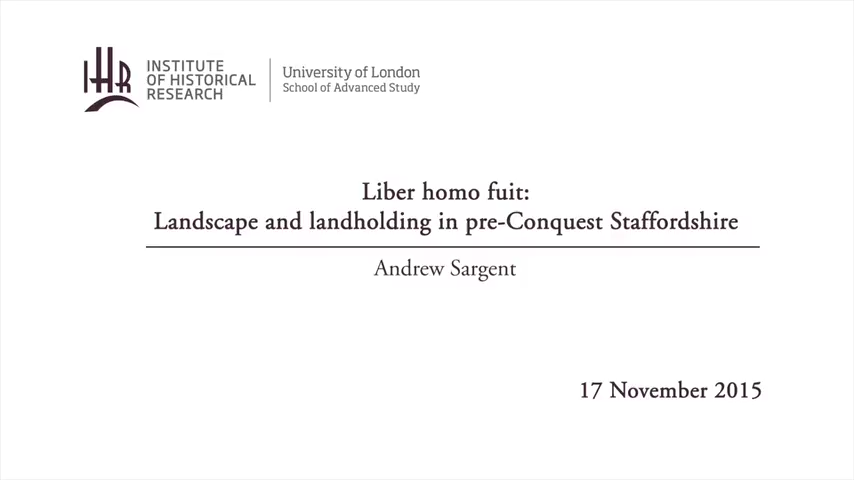 IHR
INSTITUTE
OF HISTORICAL
RESEARCH
University of London
School of Advanced Study
Liber homo fuit:
Landscape and landholding in pre-Conquest Staffordshire
Andrew Sargent
17 November 2015